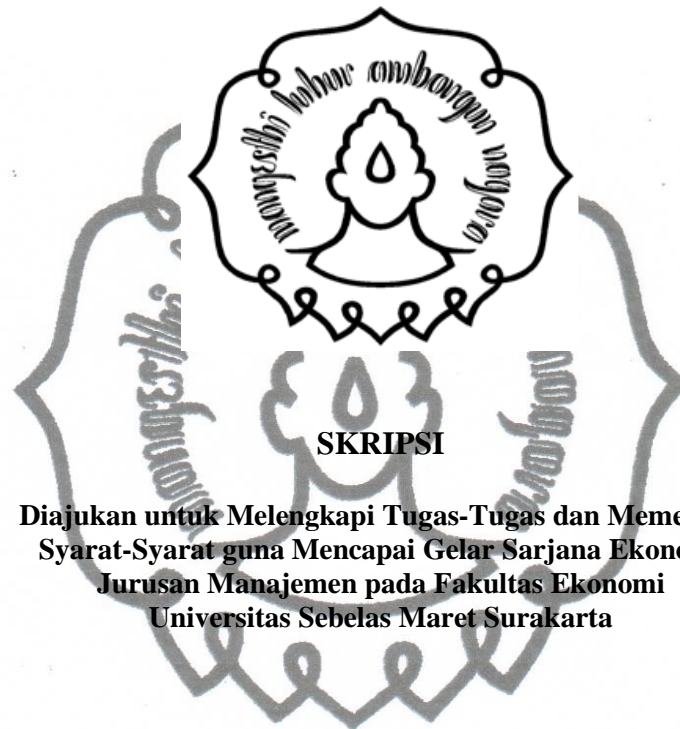 mangesthi luhur ambangun nagara
SKRIPSI
Diajukan untuk Melengkapi Tugas-Tugas dan Meme
Syarat-Syarat guna Mencapai Gelar Sarjana Ekono
Jurusan Manajemen pada Fakultas Ekonomi
Universitas Sebelas Maret Surakarta